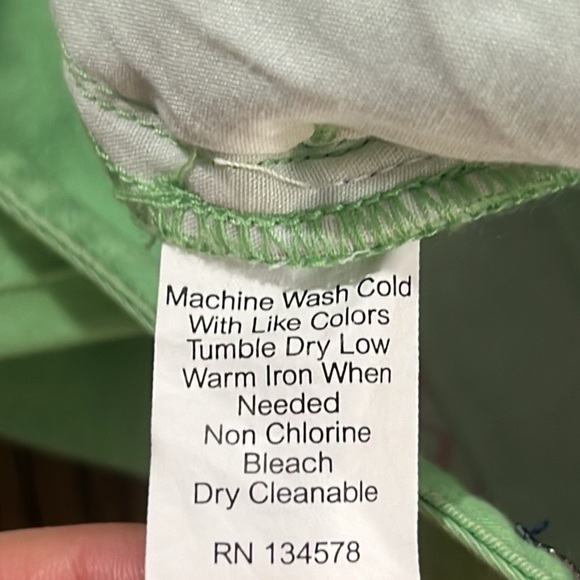 Machine Wash Cold
With Like Colors
Tumble Dry Low
Warm Iron When
Needed
Non Chlorine
Bleach
Dry Cleanable
RN 134578